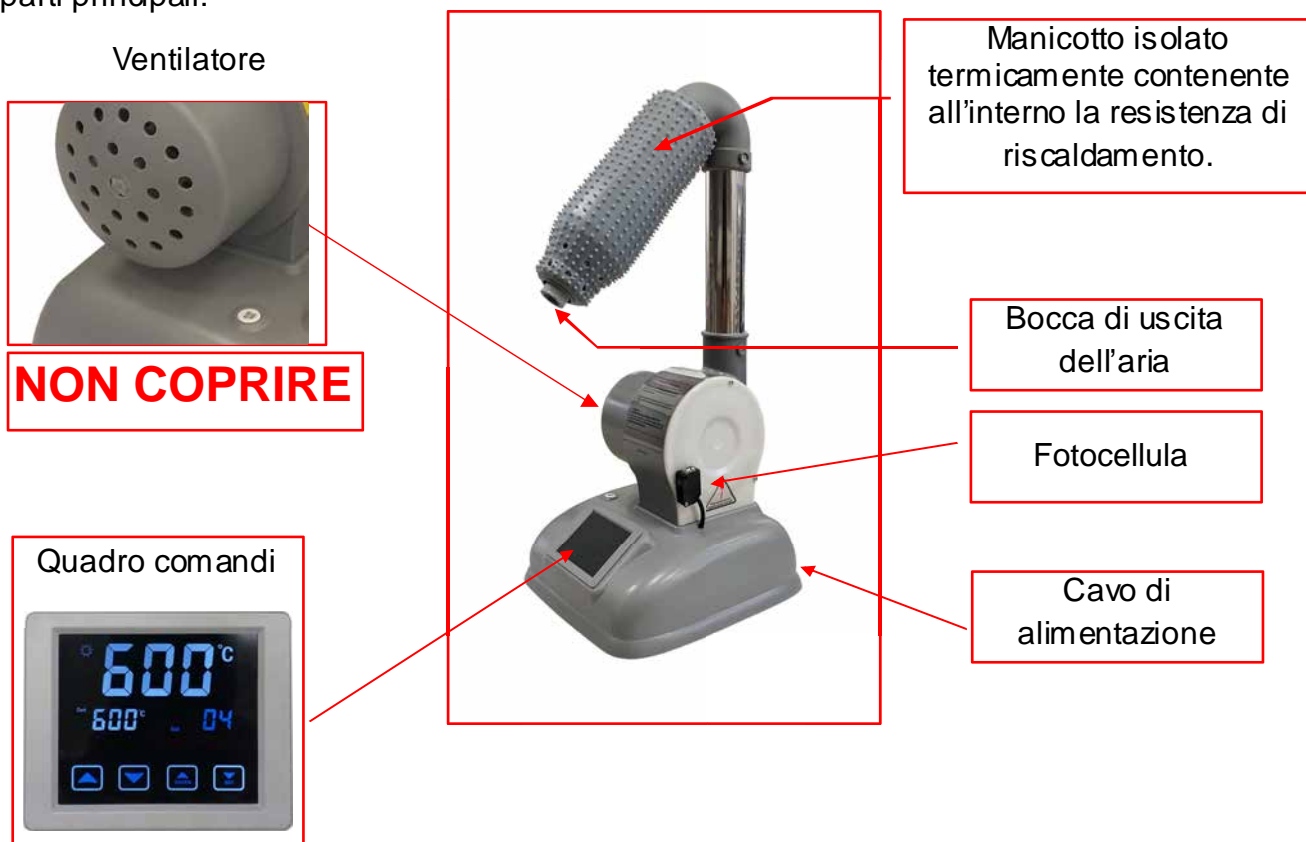 parti principali:
Ventilatore
NON COPRIRE
Manicotto isolato
termicamente contenente
all’interno la resistenza di
riscaldamento.
Bocca di uscita
dell’aria
Fotocellula
Cavo di
alimentazione
Quadro comandi
600°C
600°C 04